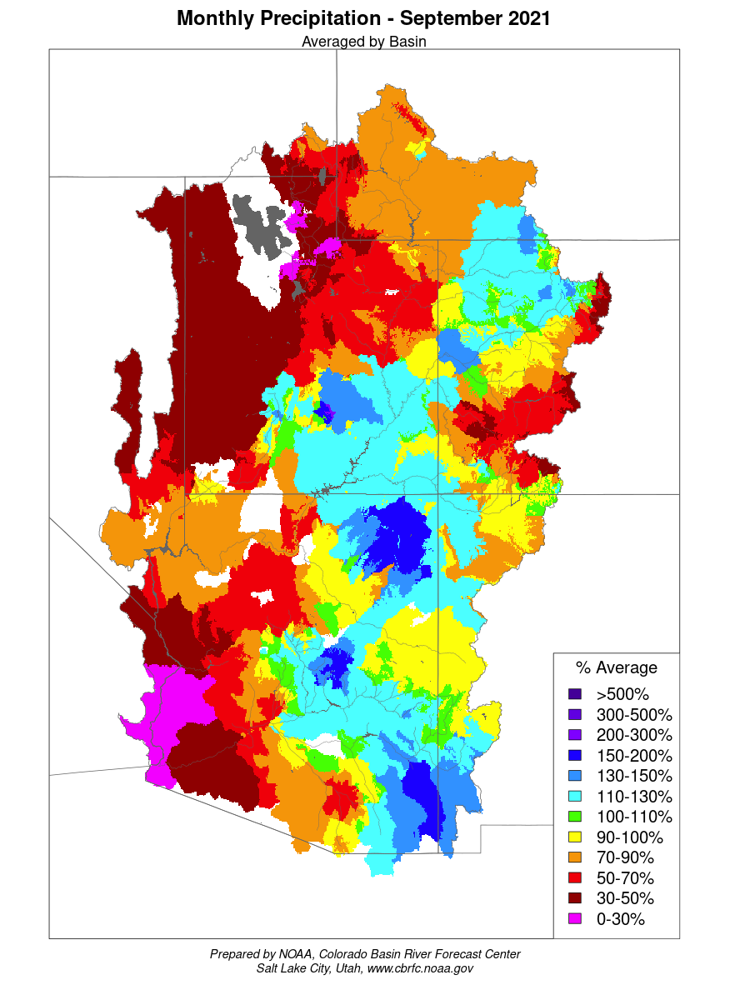 Monthly Precipitation - September 2021
Averaged by Basin
% Average
>500%
300-500%
200-300%
150-200%
130-150%
110-130%
100-110%
90-100%
70-90%
50-70%
30-50%
0-30%
Prepared by NOAA, Colorado Basin River Forecast Center
Salt Lake City, Utah, www.cbrfc.noaa.gov